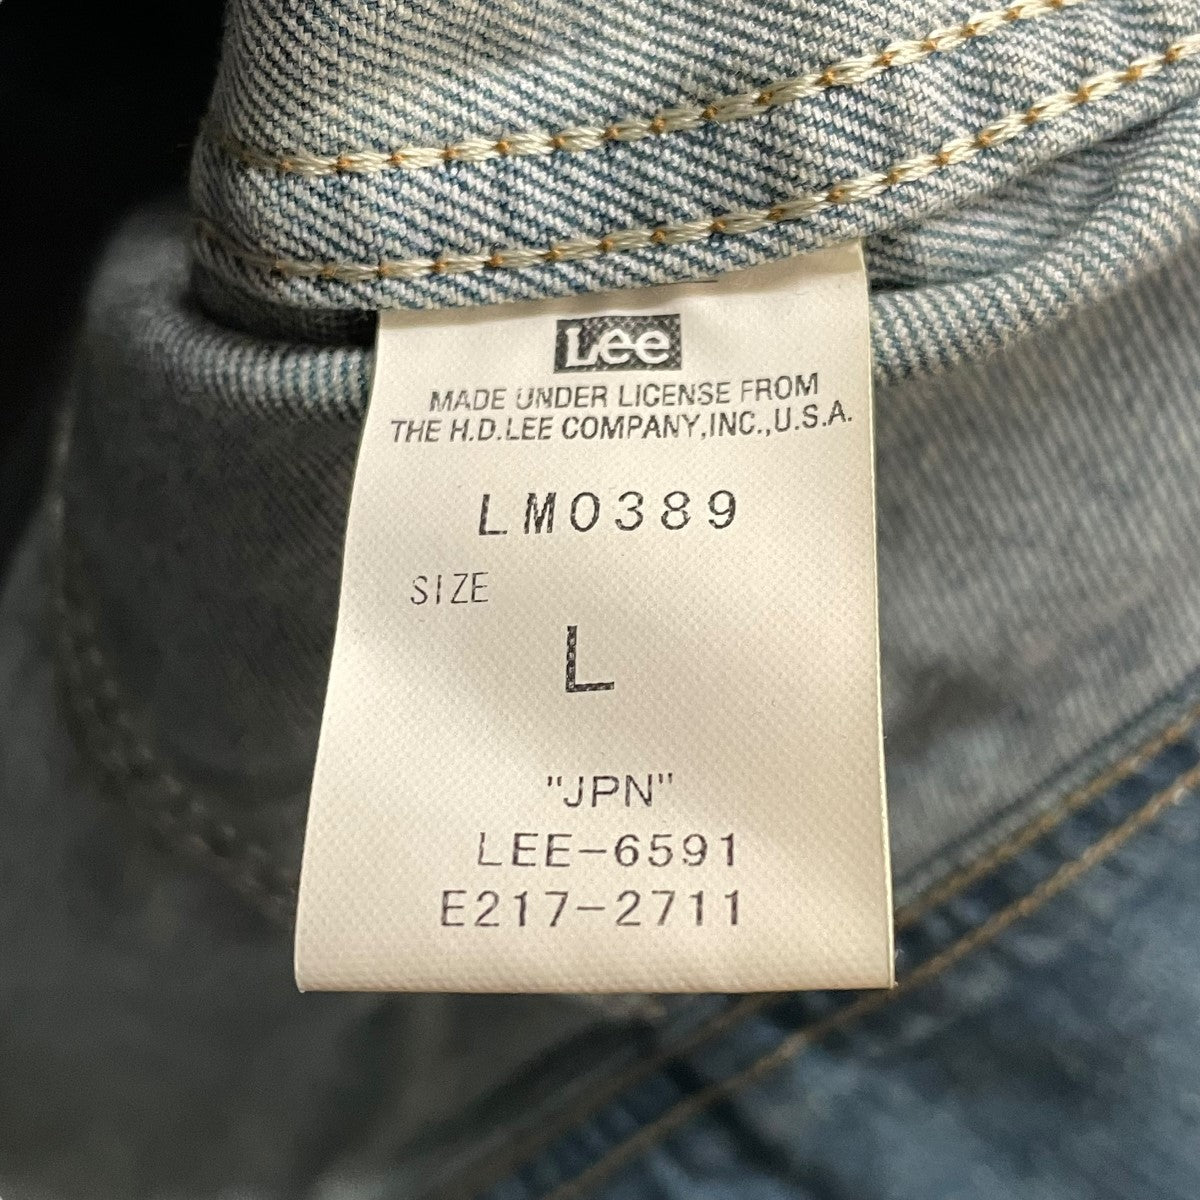 Lee
MADE UNDER LICENSE FROM
THE H.D.LEE COMPANY,INC.,U.S.A.
LM0389
SIZE
L
"JPN"
LEE-6591
E217-2711